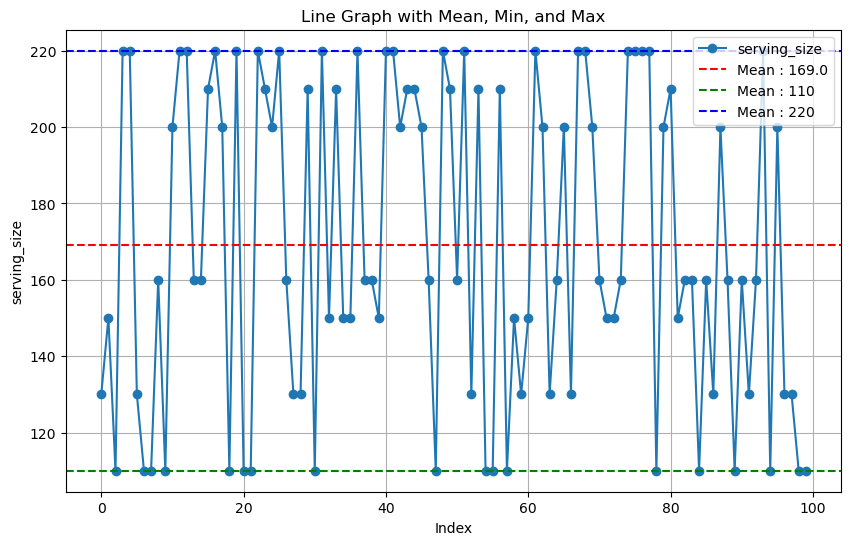 Line Graph with Mean, Min, and Max
serving_size
Mean : 169.0
Mean : 110
Mean : 220
220
200
180
160
140
120
serving_size
0
20
40
60
80
100
Index